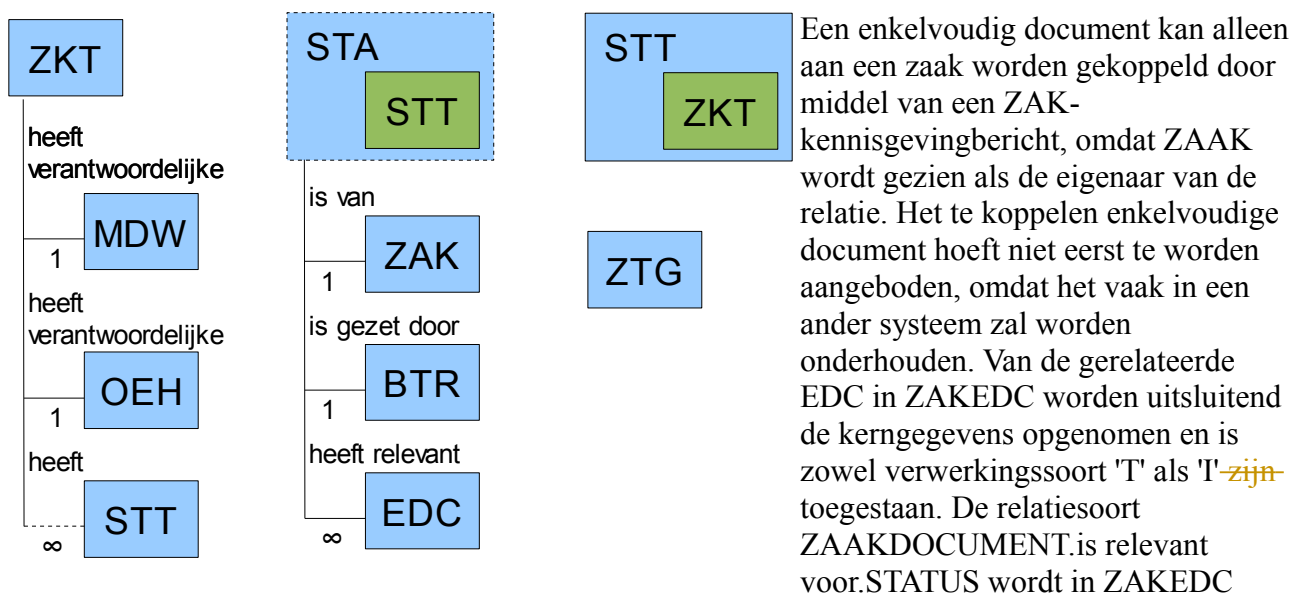 ZKT
heeft
verantwoordelijke
MDW
1
heeft
verantwoordelijke
OEH
1
heeft
STT
∞
STA
STT
is van
ZAK
1
is gezet door
BTR
1
heeft relevant
EDC
∞
STT
ZKT
ZTG
Een enkelvoudig document kan alleen
aan een zaak worden gekoppeld door
middel van een ZAK-
kennisgevingbericht, omdat ZAAK
wordt gezien als de eigenaar van de
relatie. Het te koppelen enkelvoudige
document hoeft niet eerst te worden
aangeboden, omdat het vaak in een
ander systeem zal worden
onderhouden. Van de gerelateerde
EDC in ZAKEDC worden uitsluitend
de kerngegevens opgenomen en is
zowel verwerkingssoort 'T' als 'I' zijn
toegestaan. De relatiesoort
ZAAKDOCUMENT.is relevant
voor.STATUS wordt in ZAKEDC